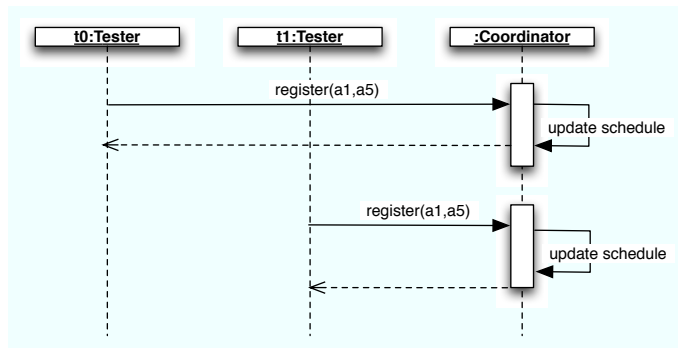 t0:Tester
t1:Tester
:Coordinator
register(a1,a5)
update schedule
register(a1,a5)
update schedule